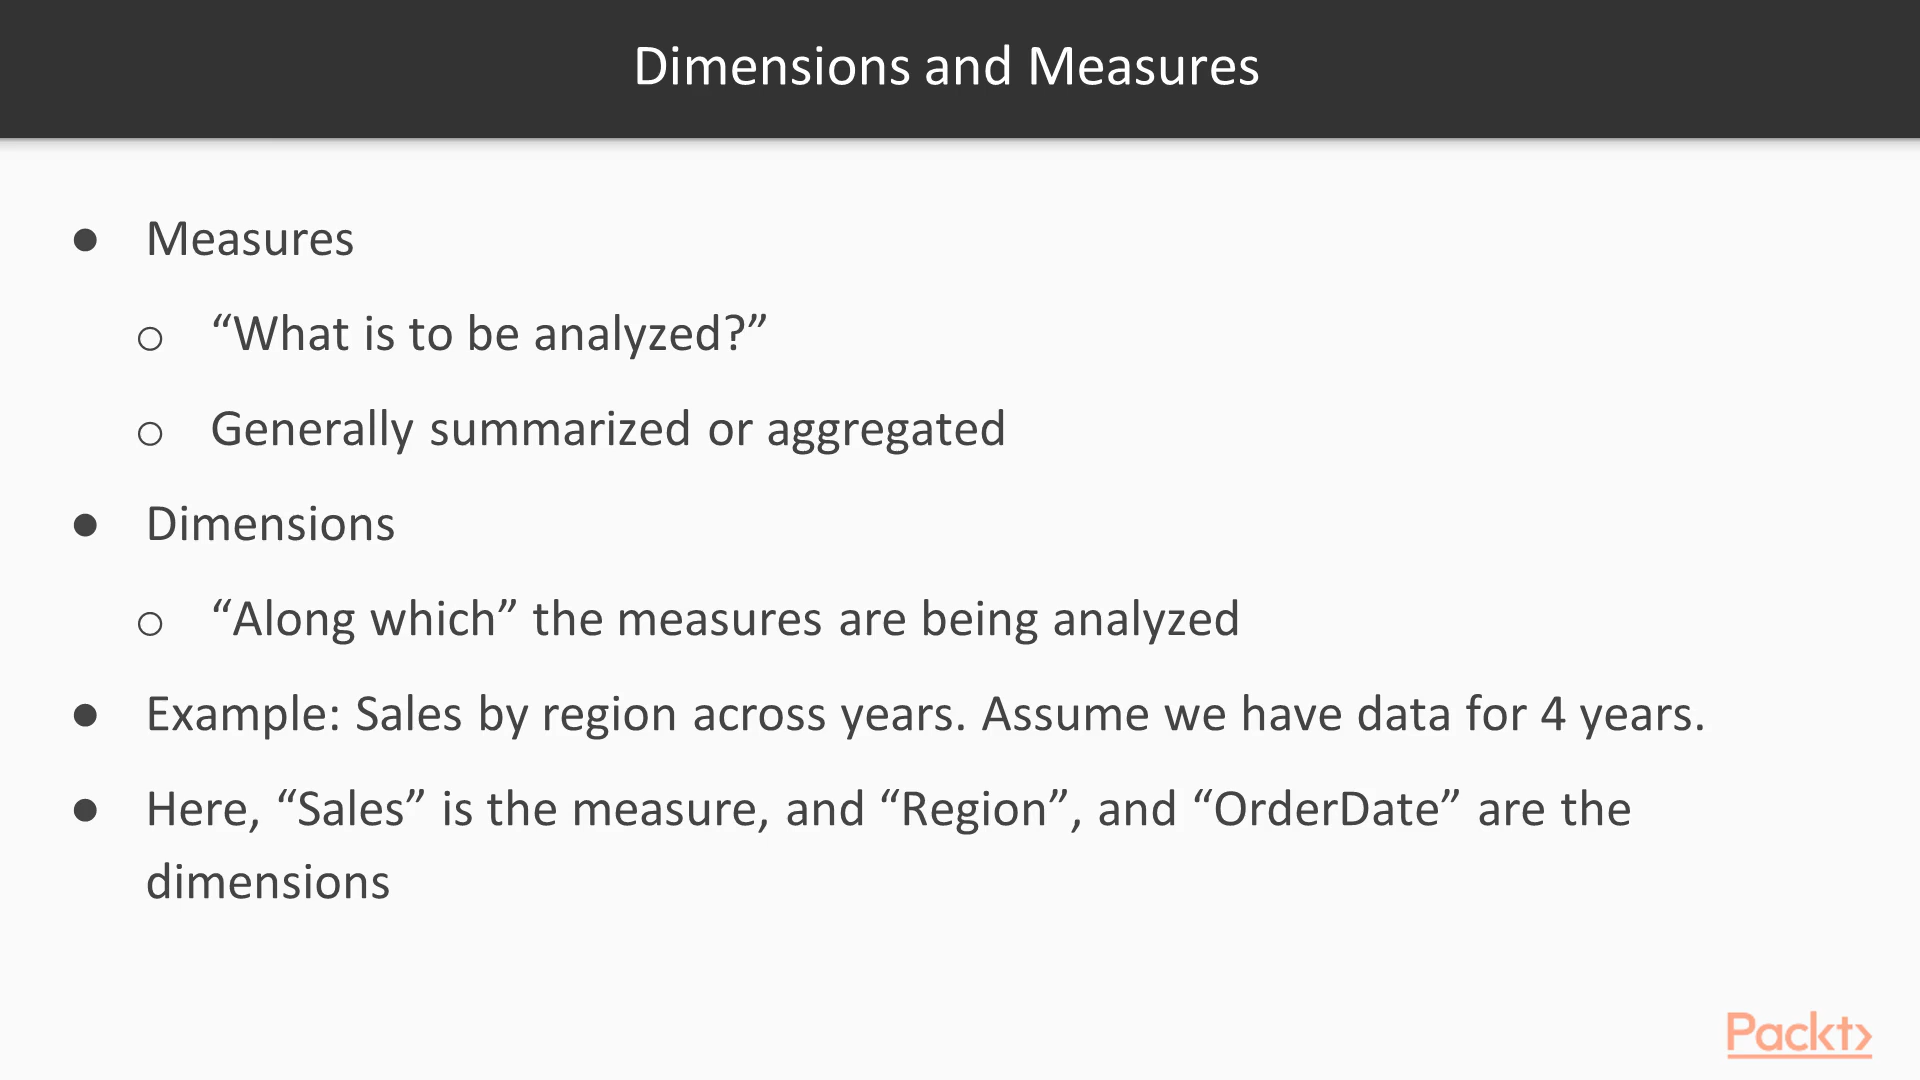 Dimensions and Measures
● Measures
○ “What is to be analyzed?”
○ Generally summarized or aggregated
● Dimensions
○ “Along which” the measures are being analyzed
● Example: Sales by region across years. Assume we have data for 4 years.
● Here, “Sales” is the measure, and “Region”, and “OrderDate” are the
dimensions
Packt>